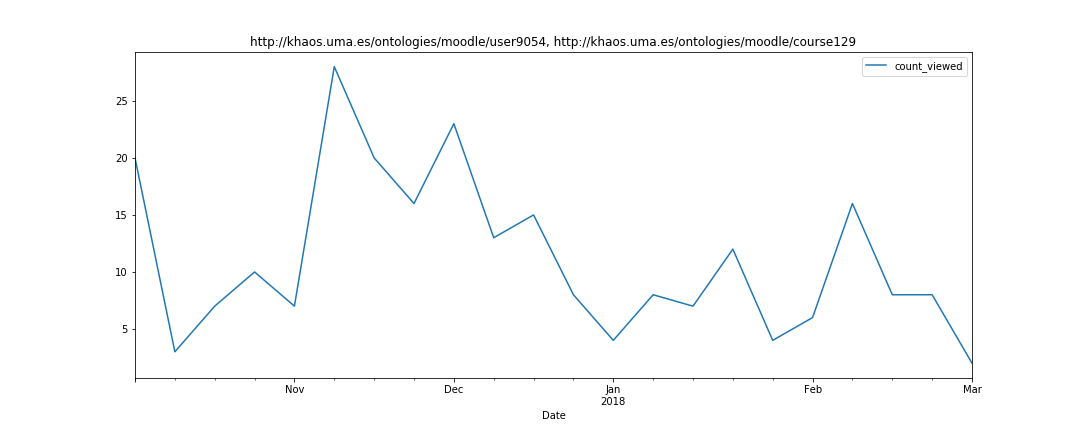 http://khaos.uma.es/ontologies/moodle/user9054, http://khaos.uma.es/ontologies/moodle/course129
count_viewed
25
20
15
10
5
Nov
Dec
Jan
2018
Feb
Mar
Date